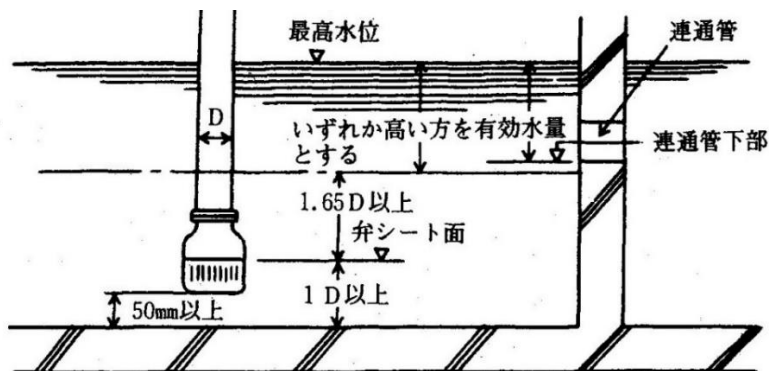 最高水位
連通管
D
いずれか高い方を有効水量
とする
連通管下部
1.65D以上
弁シート面
50mm以上
1D以上